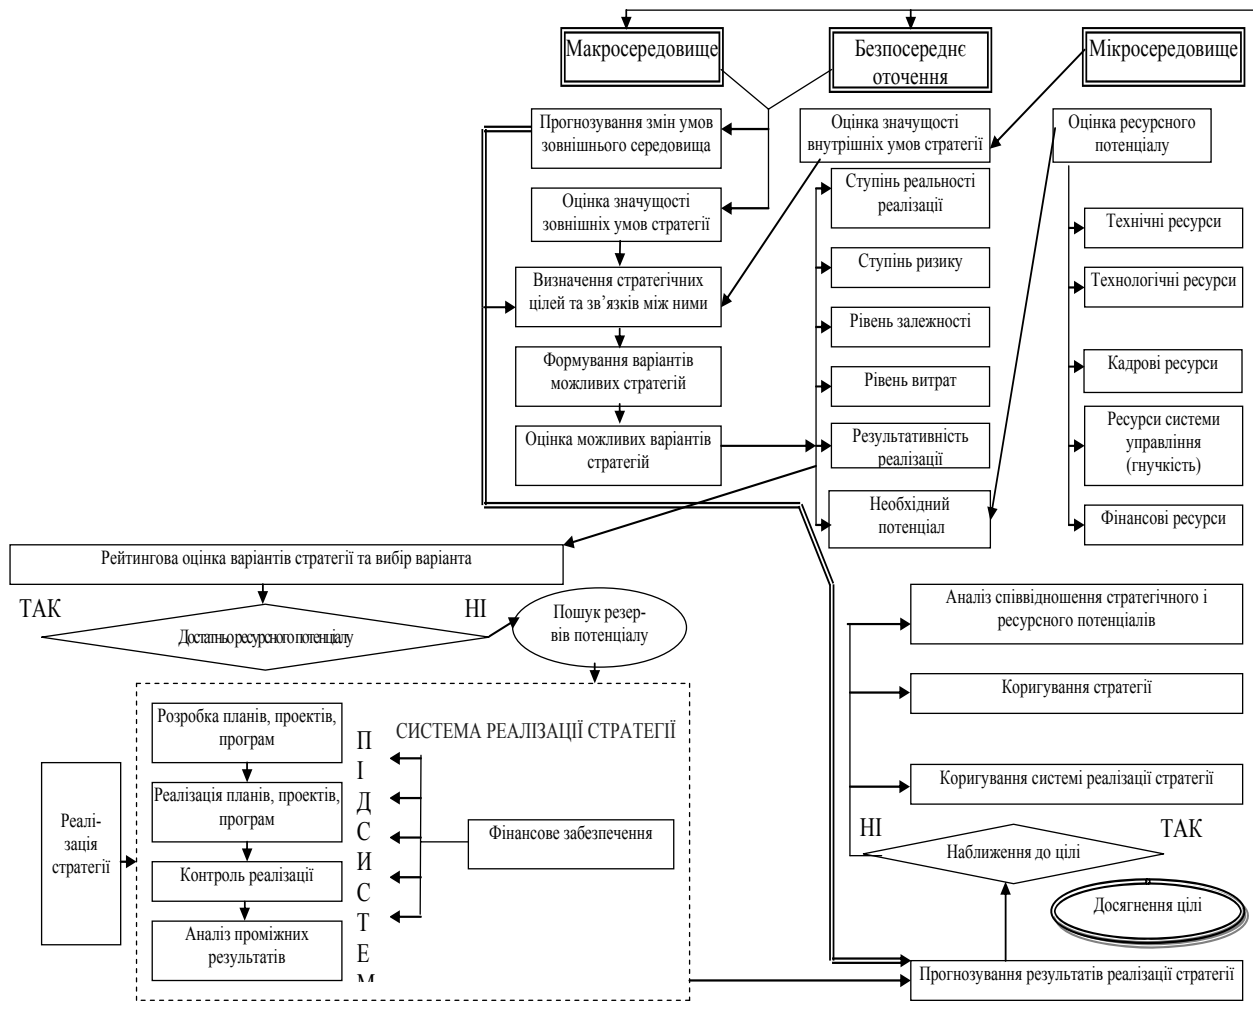 Макросередовище
Безпосереднє
оточення
Мікросередовище
Прогнозування змін умов
зовнішнього середовища
Оцінка значущості
внутрішніх умов стратегії
Оцінка ресурсного
потенціалу
Оцінка значущості
зовнішніх умов стратегії
Ступінь реальності
реалізації
Технічні ресурси
Визначення стратегічних
цілей та зв’язків між ними
Ступінь ризику
Технологічні ресурси
Рівень залежності
Формування варіантів
можливих стратегій
Рівень витрат
Кадрові ресурси
Оцінка можливих варіантів
стратегій
Результативність
реалізації
Ресурси системи
управління
(гнучкість)
Необхідний
потенціал
Фінансові ресурси
Рейтингова оцінка варіантів стратегії та вибір варіанта
ТАК
НІ
Достатньо ресурсного потенціалу
Пошук резер-
вів потенціалу
Аналіз співвідношення стратегічного і
ресурсного потенціалів
Коригування стратегії
Коригування системі реалізації стратегії
НІ
ТАК
Наближення до цілі
Досягнення цілі
Прогнозування результатів реалізації стратегії
СИСТЕМА РЕАЛІЗАЦІЇ СТРАТЕГІЇ
Розробка планів, проектів,
програм
Реалізація планів, проектів,
програм
Контроль реалізації
Аналіз проміжних
результатів
Реалі-
зація
стратегії
П
І
Д
С
И
С
Т
Е
М
Фінансове забезпечення